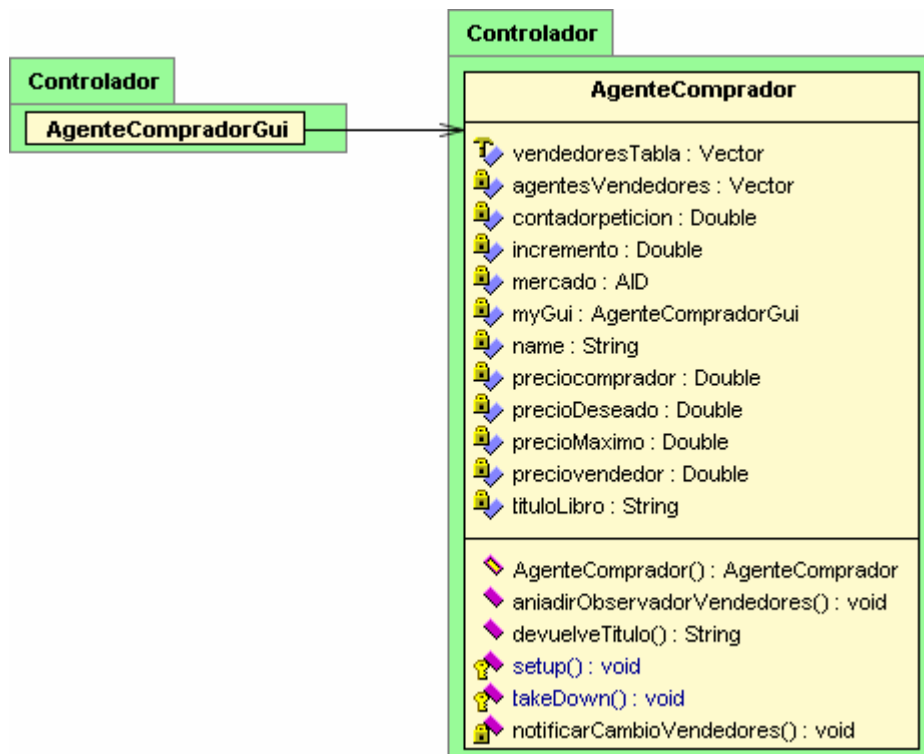 Controlador
AgenteCompradorGui
Controlador
AgenteComprador
vendedoresTabla : Vector
agentesVendedores : Vector
contadorpeticion : Double
incremento : Double
mercado : AID
myGui : AgenteCompradorGui
name : String
preciocomprador : Double
precioDeseado : Double
precioMaximo : Double
preciovendedor : Double
tituloLibro : String
AgenteComprador() : AgenteComprador
aniadirObservadorVendedores() : void
devuelveTitulo() : String
setup() : void
takeDown() : void
notificarCambioVendedores() : void